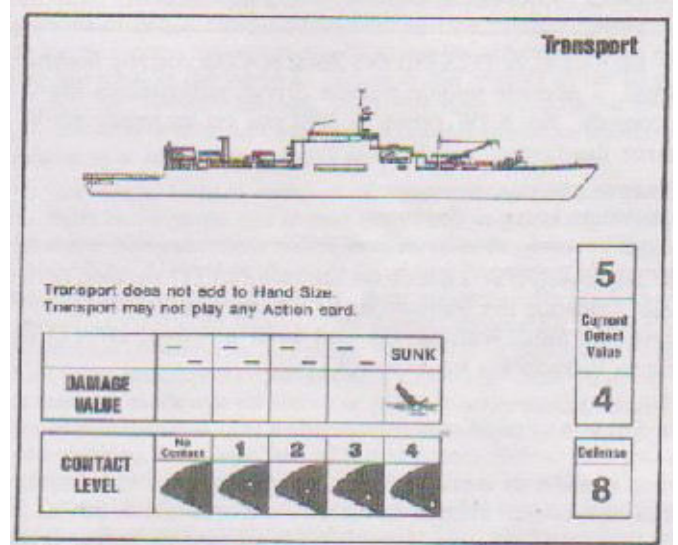 Transport
Transport does not add to Hand Size.
Transport may not play any Action card.
5
Current
Detect
Value
4
Defense
8
DAMAGE
VALUE
SUNK
CONTACT
LEVEL
No
Contact
1
2
3
4